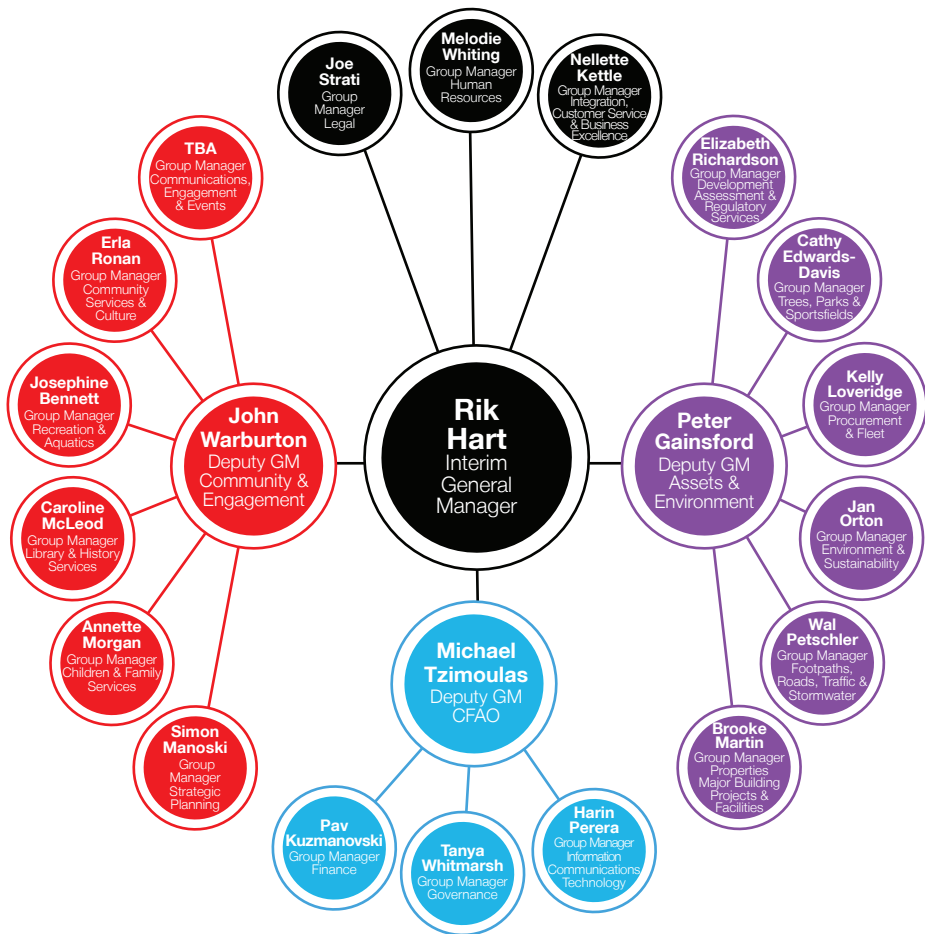 Joe
Strati
Group
Manager
Legal
Melodie
Whiting
Group Manager
Human
Resources
Nellette
Kettle
Group Manager
Integration,
Customer Service
& Business
Excellence
TBA
Group Manager
Communications,
Engagement
& Events
Erla
Ronan
Group Manager
Community
Services &
Culture
Josephine
Bennett
Group Manager
Recreation &
Aquatics
Caroline
McLeod
Group Manager
Library & History
Services
Annette
Morgan
Group Manager
Children & Family
Services
Simon
Manoski
Group
Manager
Strategic
Planning
John
Warburton
Deputy GM
Community &
Engagement
Rik
Hart
Interim
General
Manager
Peter
Gainsford
Deputy GM
Assets &
Environment
Elizabeth
Richardson
Group Manager
Development
Assessment &
Regulatory
Services
Cathy
Edwards-
Davis
Group Manager
Trees, Parks &
Sportsfields
Kelly
Loveridge
Group Manager
Procurement
& Fleet
Jan
Orton
Group Manager
Environment &
Sustainability
Wal
Petschler
Group Manager
Footpaths,
Roads, Traffic &
Stormwater
Brooke
Martin
Group Manager
Properties
Major Building
Projects &
Facilities
Michael
Tzimoulas
Deputy GM
CFAO
Pav
Kuzmanovski
Group Manager
Finance
Tanya
Whitmarsh
Group Manager
Governance
Harin
Perera
Group Manager
Information
Communications
Technology